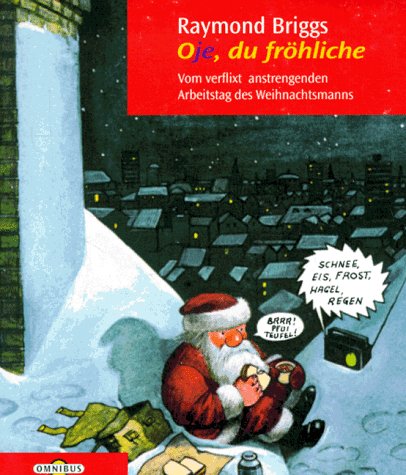 Raymond Briggs
Oje, du fröhliche
Vom verflixt anstrengenden
Arbeitstag des Weihnachtsmanns
SCHNEE,
EIS, FROST,
HAGEL,
REGEN
BRRR!
PFUI
TEUFEL!
OMNIBUS